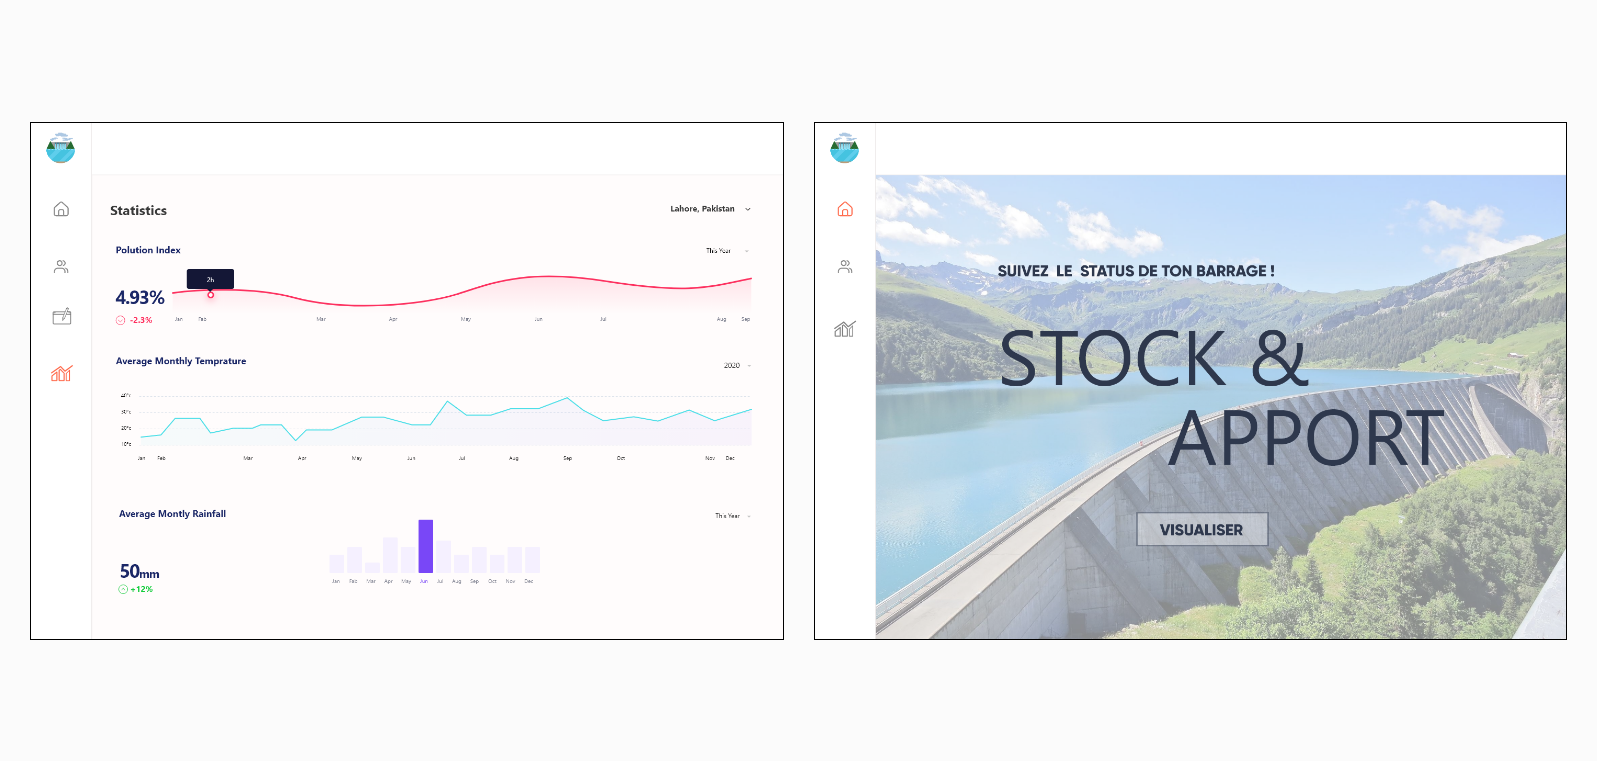 Statistics
Lahore, Pakistan
Polution Index
This Year
2h
4.93%
-2.3%
Jan Fab Mar Apr May Jun Jul Aug Sep
Average Monthly Temprature
2020
40°c
30°c
20°c
10°c
Jan Feb Mar Apr May Jun Jul Aug Sep Oct Nov Dec
Average Montly Rainfall
This Year
50mm
+12%
Jan Feb Mar Apr May Jun Jul Aug Sep Oct Nov Dec
SUIVEZ LE STATUS DE TON BARRAGE !
STOCK &
APPORT
VISUALISER